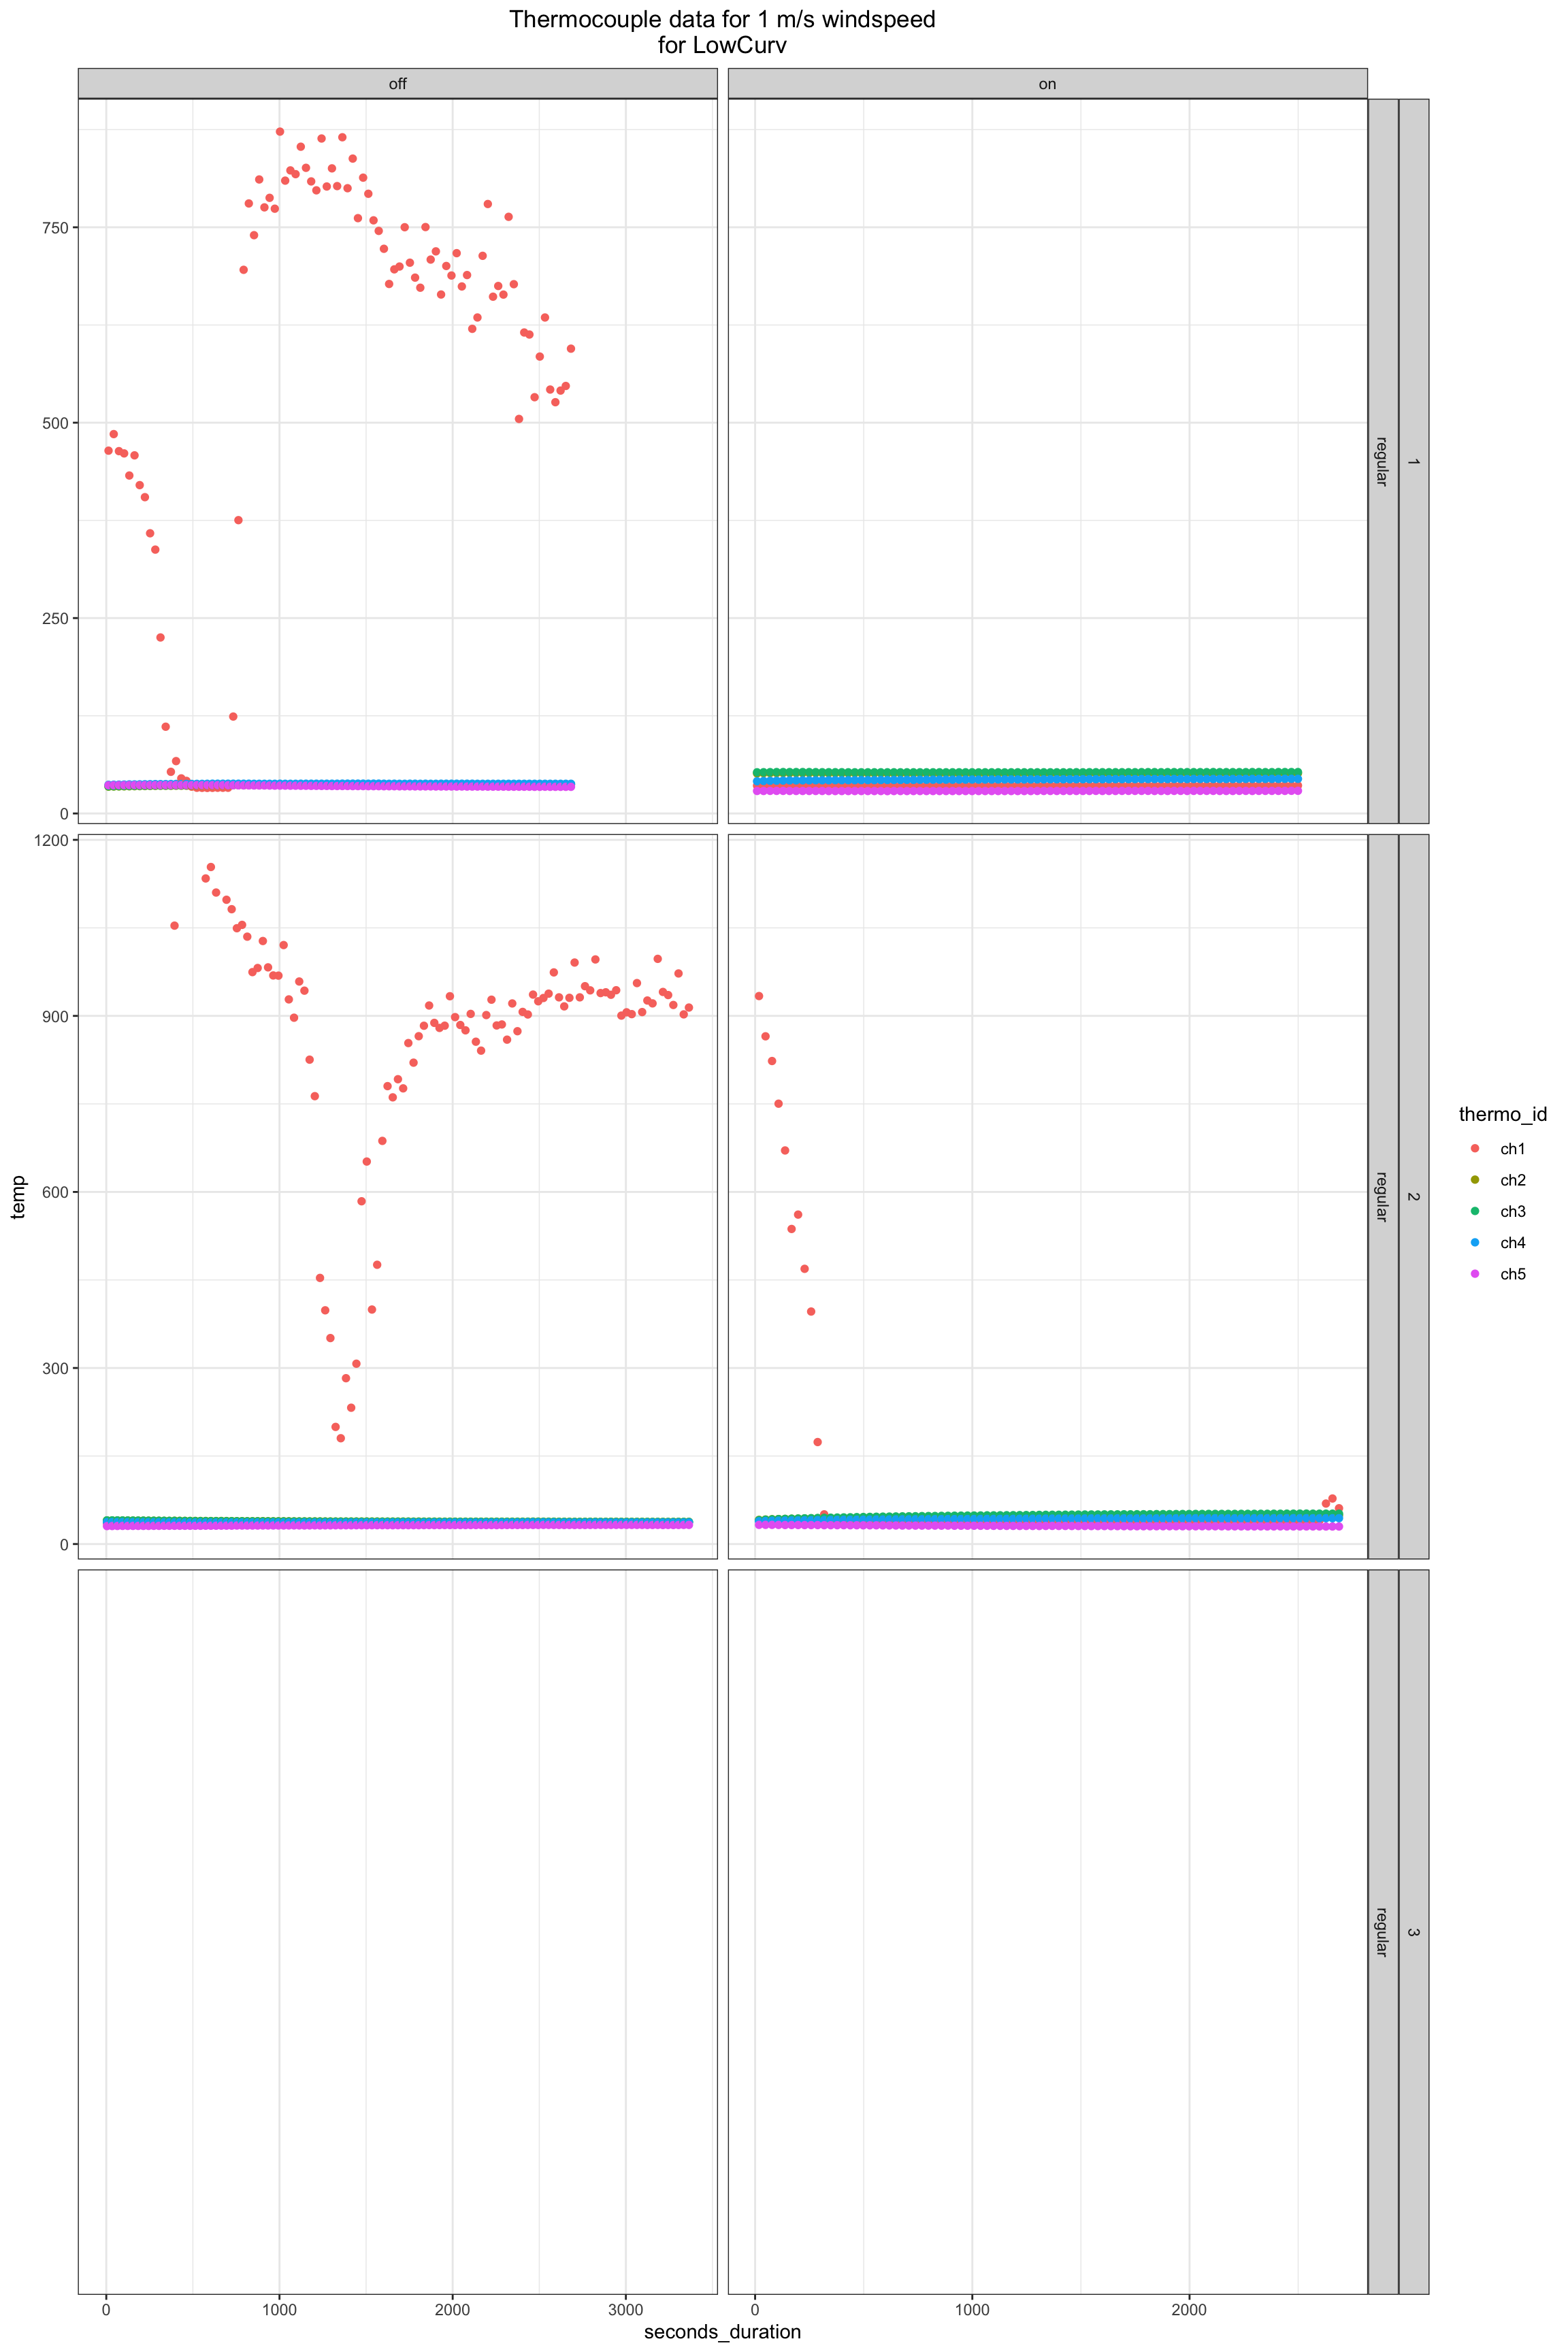 Thermocouple data for 1 m/s windspeed
for LowCurv
off
on
750
500
250
0
regular
1
1200
900
600
300
0
regular
2
regular
3
temp
0
1000
2000
3000
0
1000
2000
seconds_duration
thermo_id
ch1
ch2
ch3
ch4
ch5